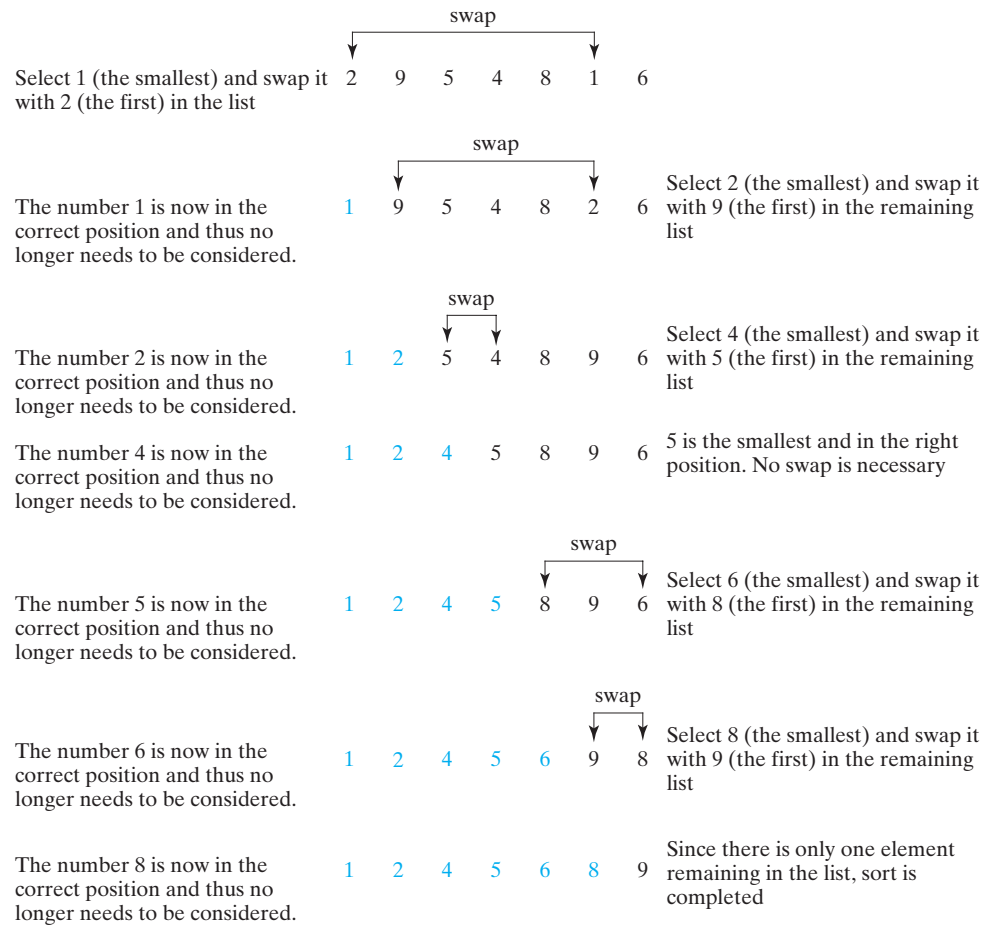 swap
Select 1 (the smallest) and swap it
with 2 (the first) in the list
2 9 5 4 8 1 6
swap
The number 1 is now in the
correct position and thus no
longer needs to be considered.
1 9 5 4 8 2 6
Select 2 (the smallest) and swap it
with 9 (the first) in the remaining
list
swap
The number 2 is now in the
correct position and thus no
longer needs to be considered.
1 2 5 4 8 9 6
Select 4 (the smallest) and swap it
with 5 (the first) in the remaining
list
The number 4 is now in the
correct position and thus no
longer needs to be considered.
1 2 4 5 8 9 6
5 is the smallest and in the right
position. No swap is necessary
swap
The number 5 is now in the
correct position and thus no
longer needs to be considered.
1 2 4 5 8 9 6
Select 6 (the smallest) and swap it
with 8 (the first) in the remaining
list
swap
The number 6 is now in the
correct position and thus no
longer needs to be considered.
1 2 4 5 6 9 8
Select 8 (the smallest) and swap it
with 9 (the first) in the remaining
list
The number 8 is now in the
correct position and thus no
longer needs to be considered.
1 2 4 5 6 8 9
Since there is only one element
remaining in the list, sort is
completed